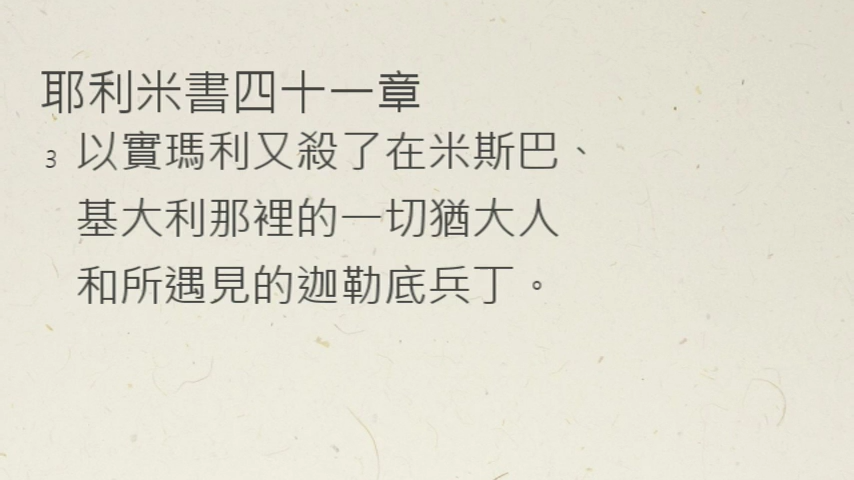 耶利米書四十一章
3 以實瑪利又殺了在米斯巴、
基大利那裡的一切猶大人
和所遇見的迦勒底兵丁。